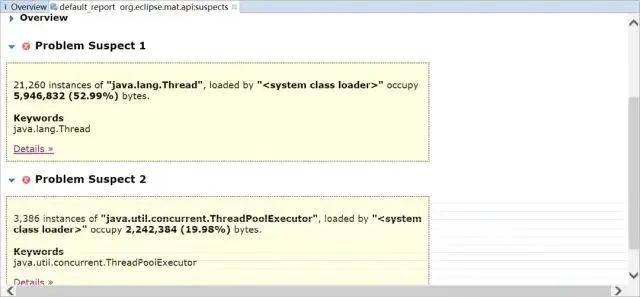 i Overview default_report org.eclipse.mat.api:suspects
Overview
Problem Suspect 1
21,260 instances of "java.lang.Thread", loaded by "<system class loader>" occupy
5,946,832 (52.99%) bytes.
Keywords
java.lang.Thread
Details »
Problem Suspect 2
3,386 instances of "java.util.concurrent.ThreadPoolExecutor", loaded by "<system
class loader>" occupy 2,242,384 (19.98%) bytes.
Keywords
java.util.concurrent.ThreadPoolExecutor
Details »